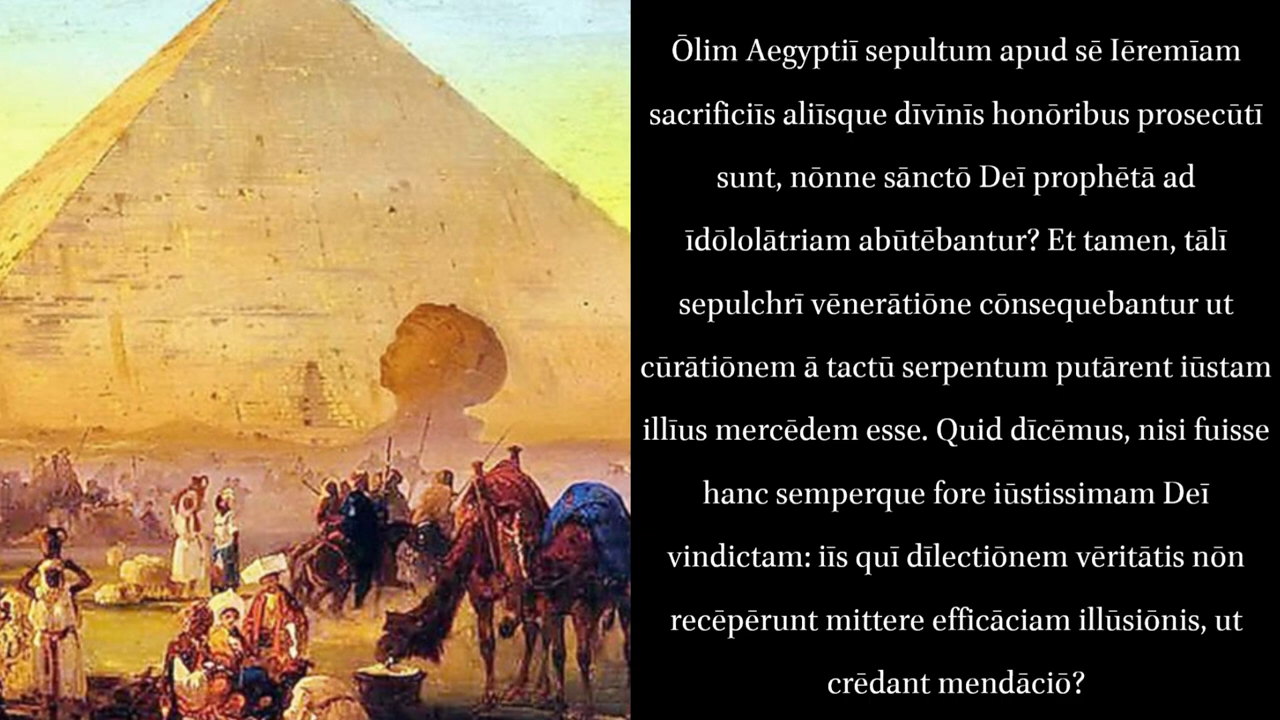 Ōlim Aegyptiī sepultum apud sē Iēremīam
sacrificiīs aliīsque dīvīnīs honōribus prosecūtī
sunt, nōnne sānctō Deī prophētā ad
īdōlolātriam abūtēbantur? Et tamen, tālī
sepulchrī vēnerātiōne cōnsequebantur ut
cūrātiōnem ā tactū serpentum putārent iūstam
illīus mercēdem esse. Quid dīcēmus, nisi fuisse
hanc semperque fore iūstissimam Deī
vindictam: iīs quī dīlectiōnem vēritātis nōn
recēpērunt mittere efficāciam illūsiōnis, ut
crēdant mendāciō?